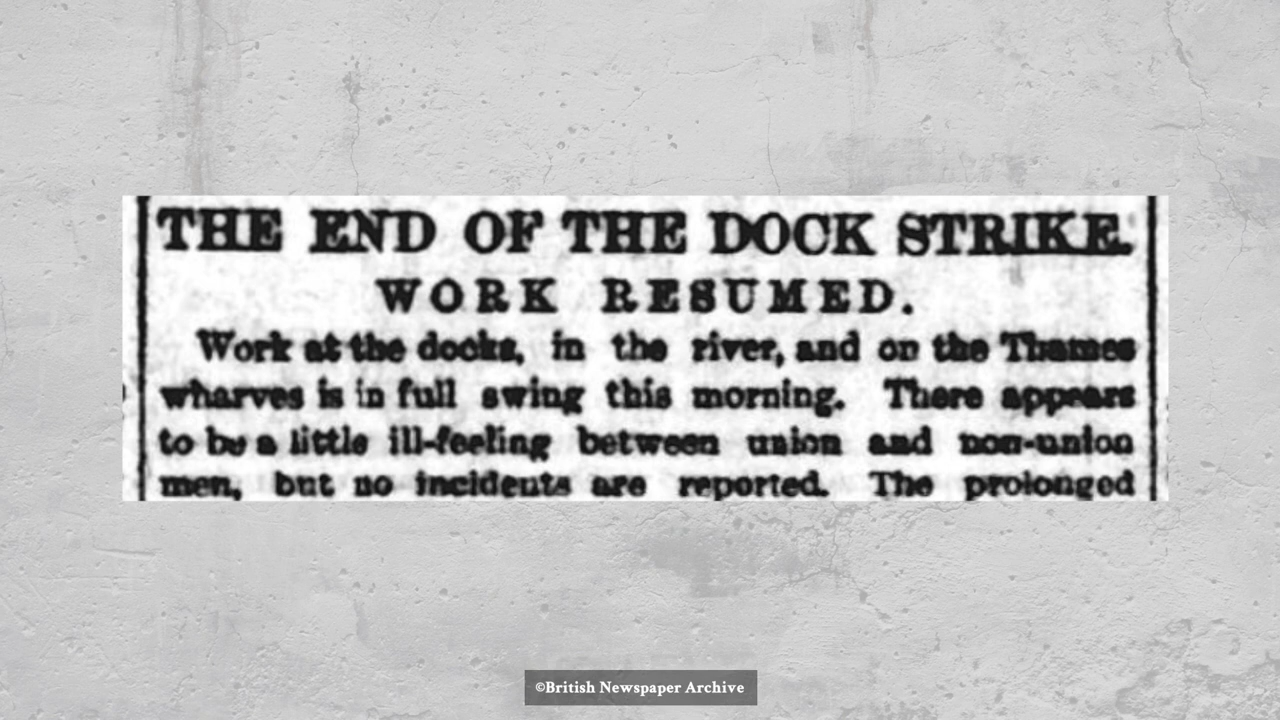 THE END OF THE DOCK STRIKE.
WORK RESUMED.
Work at the docks, in the river, and on the Thames
wharves is in full swing this morning. There appears
to be a little ill-feeling between union and non-union
men, but no incidents are reported. The prolonged
©British Newspaper Archive